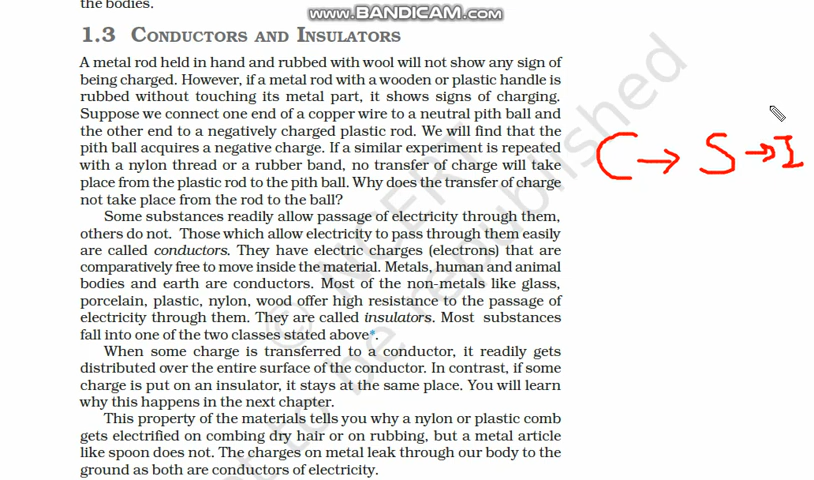 the bodies.
www.BANDICAM.com
1.3 CONDUCTORS AND INSULATORS
A metal rod held in hand and rubbed with wool will not show any sign of
being charged. However, if a metal rod with a wooden or plastic handle is
rubbed without touching its metal part, it shows signs of charging.
Suppose we connect one end of a copper wire to a neutral pith ball and
the other end to a negatively charged plastic rod. We will find that the
pith ball acquires a negative charge. If a similar experiment is repeated
with a nylon thread or a rubber band, no transfer of charge will take
place from the plastic rod to the pith ball. Why does the transfer of charge
not take place from the rod to the ball?
C → S → I
Some substances readily allow passage of electricity through them,
others do not. Those which allow electricity to pass through them easily
are called conductors. They have electric charges (electrons) that are
comparatively free to move inside the material. Metals, human and animal
bodies and earth are conductors. Most of the non-metals like glass,
porcelain, plastic, nylon, wood offer high resistance to the passage of
electricity through them. They are called insulators. Most substances
fall into one of the two classes stated above*.
When some charge is transferred to a conductor, it readily gets
distributed over the entire surface of the conductor. In contrast, if some
charge is put on an insulator, it stays at the same place. You will learn
why this happens in the next chapter.
This property of the materials tells you why a nylon or plastic comb
gets electrified on combing dry hair or on rubbing, but a metal article
like spoon does not. The charges on metal leak through our body to the
ground as both are conductors of electricity.
© NCERT
not to be republished